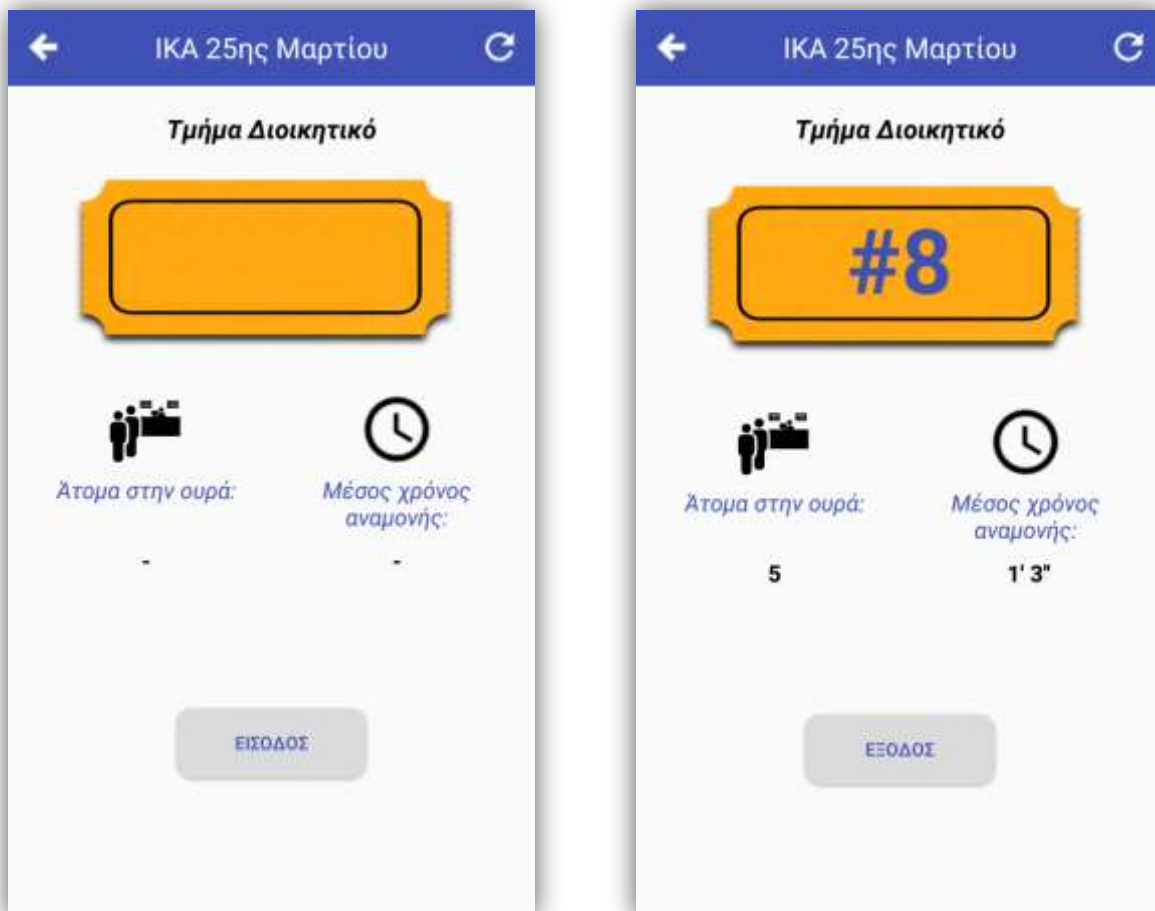 ΙΚΑ 25ης Μαρτίου
Τμήμα Διοικητικό
Άτομα στην ουρά:
Μέσος χρόνος
αναμονής:
-
-
ΕΙΣΟΔΟΣ
ΙΚΑ 25ης Μαρτίου
Τμήμα Διοικητικό
#8
Άτομα στην ουρά:
Μέσος χρόνος
αναμονής:
5
1' 3"
ΕΞΟΔΟΣ